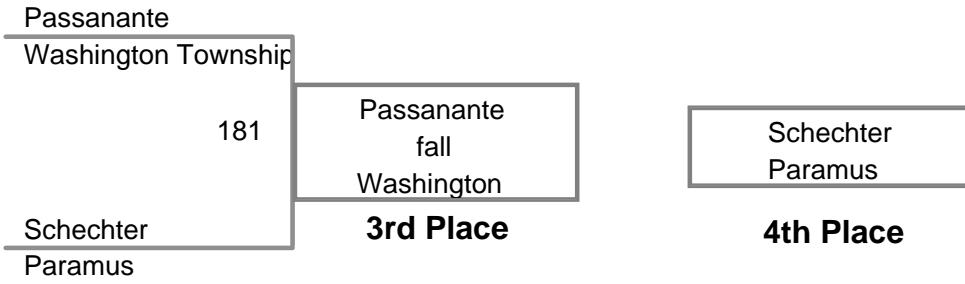 Passanante
Washington Township
181
Passanante
fall
Washington
3rd Place
Schechter
Paramus
4th Place
Schechter
Paramus